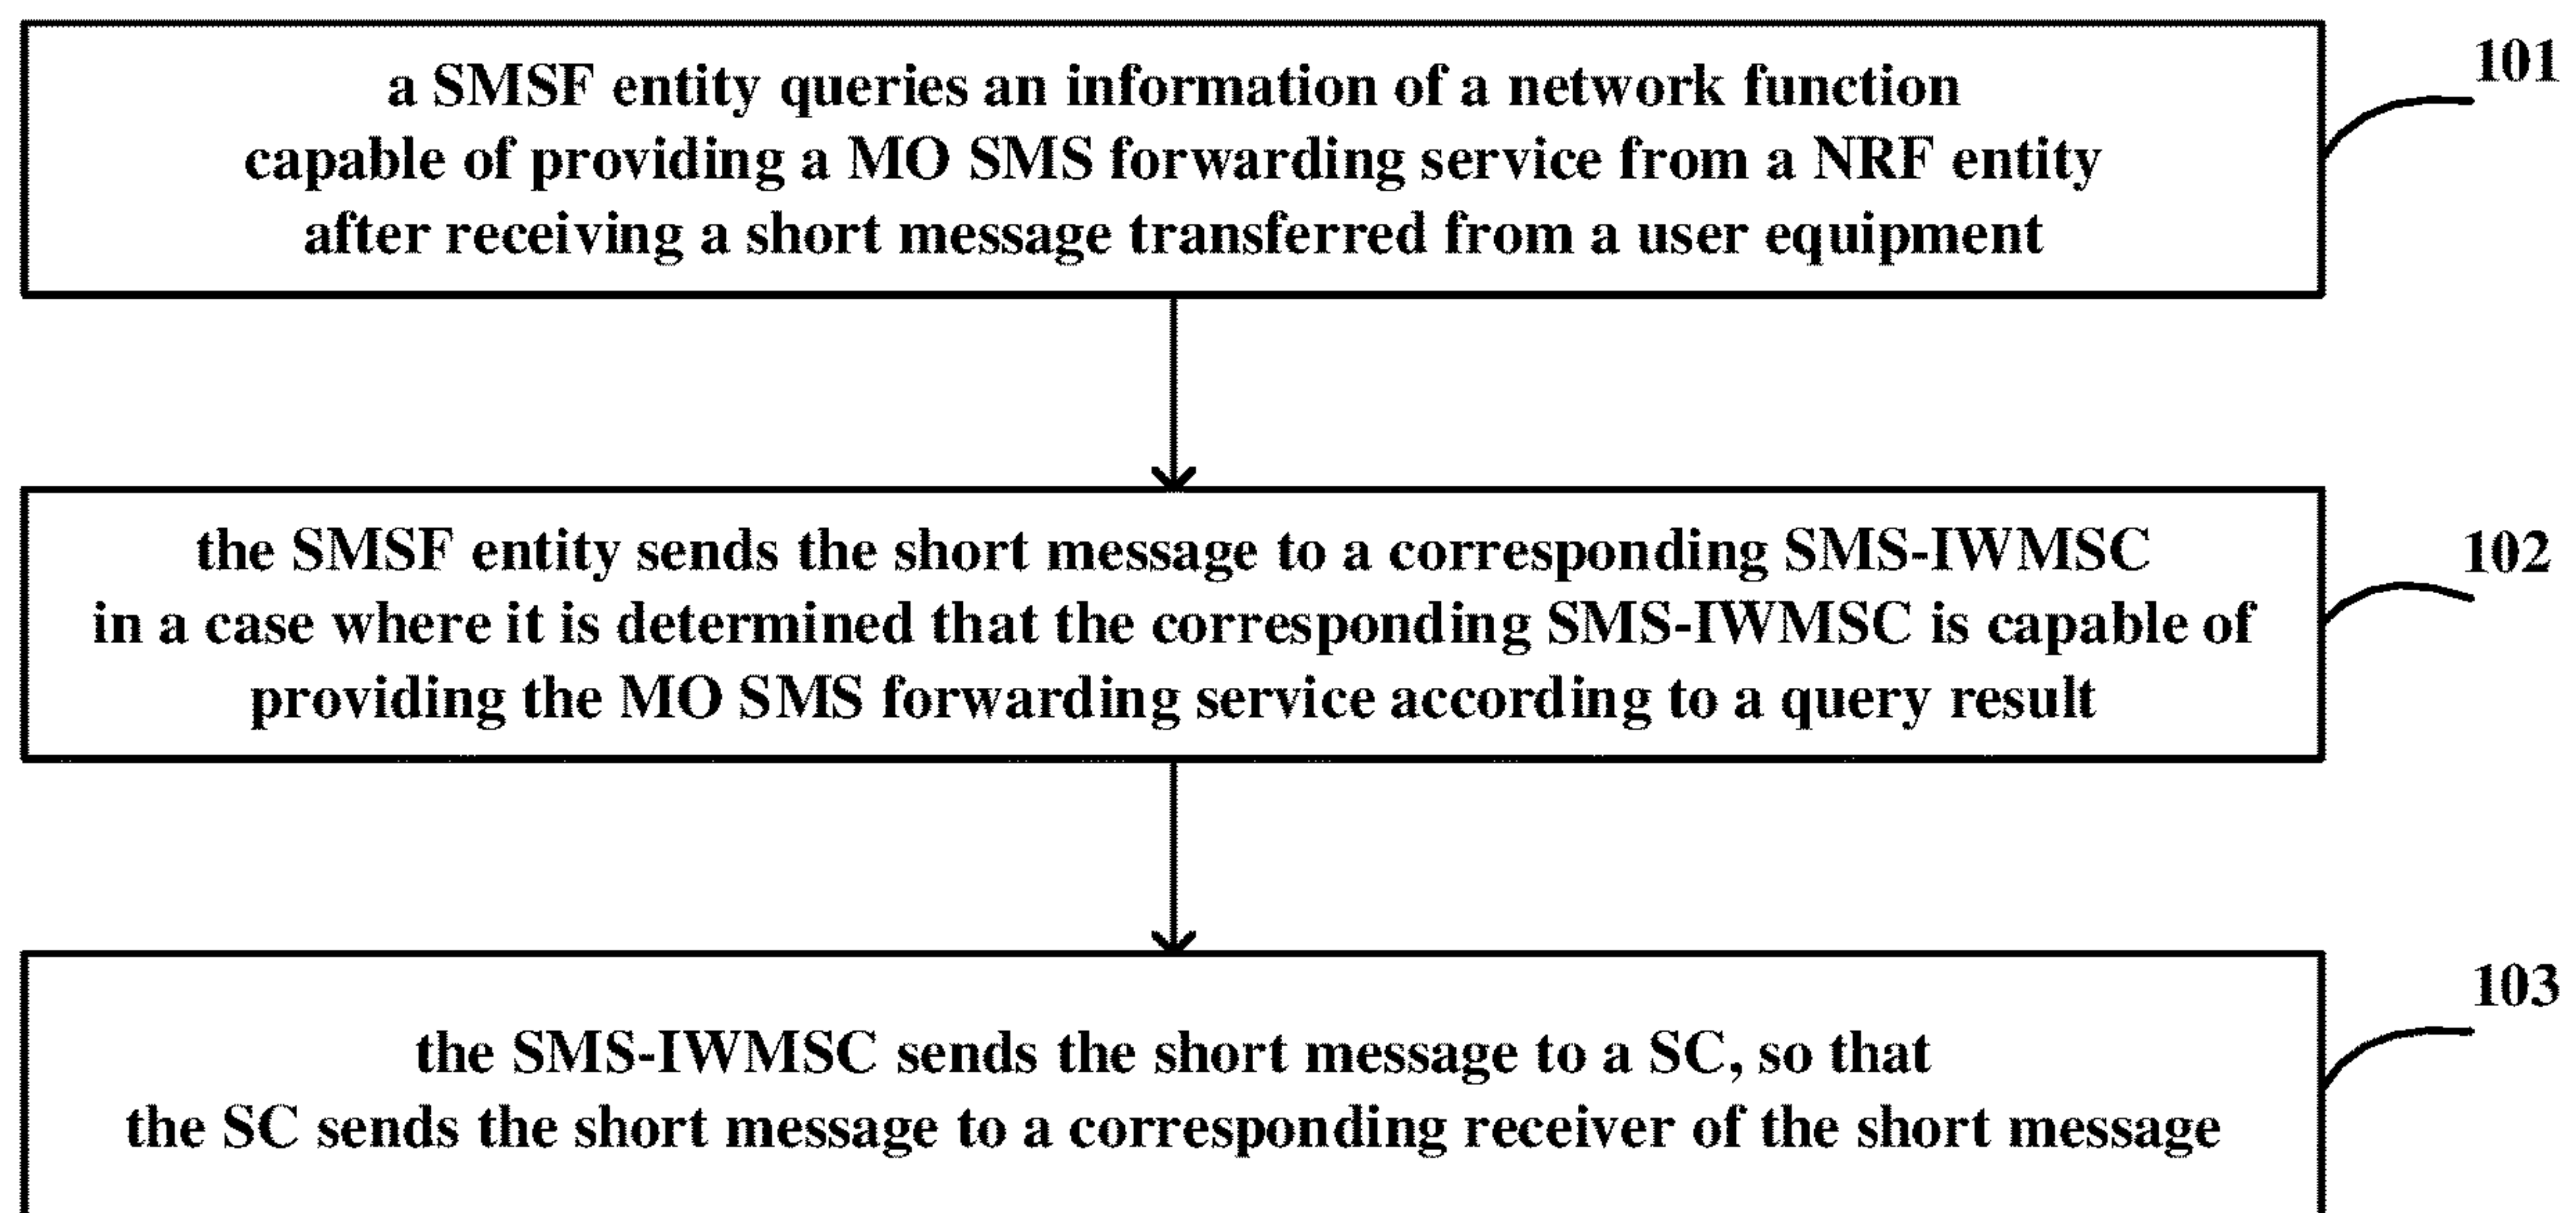 a SMSF entity queries an information of a network function
capable of providing a MO SMS forwarding service from a NRF entity
after receiving a short message transferred from a user equipment
101
the SMSF entity sends the short message to a corresponding SMS-IWMSC
in a case where it is determined that the corresponding SMS-IWMSC is capable of
providing the MO SMS forwarding service according to a query result
102
the SMS-IWMSC sends the short message to a SC, so that
the SC sends the short message to a corresponding receiver of the short message
103